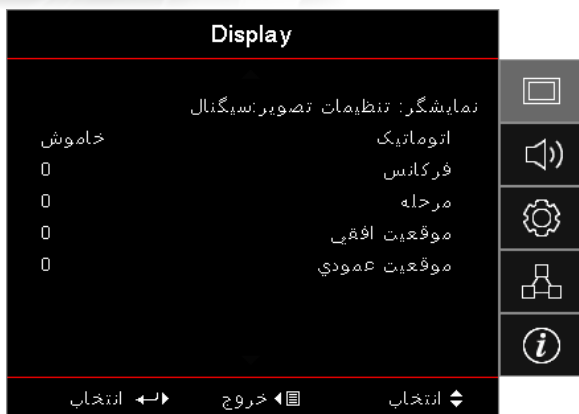 Display
نمایشگر: تنظیمات تصویر:سیگنال
اتوماتیک خاموش
فرکانس 0
مرحله 0
موقعیت افقي 0
موقعیت عمودي 0
انتخاب خروج انتخاب